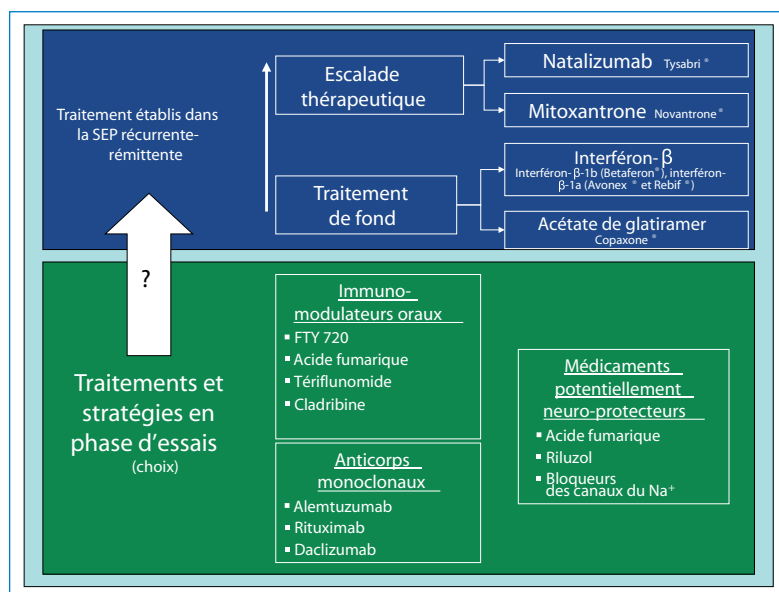 Traitement établis dans
la SEP récurrente-
rémittente
Escalade
thérapeutique
Natalizumab Tysabri ®
Mitoxantrone Novantrone ®
Traitement
de fond
Interféron-β
Interféron-β-1b (Betaferon®), interféron-
β-1a (Avonex ® et Rebif ®)
Acétate de glatiramer
Copaxone ®
?
Traitements et
stratégies en
phase d'essais
(choix)
Immuno-
modulateurs oraux
▪ FTY 720
▪ Acide fumarique
▪ Tériflunomide
▪ Cladribine
Anticorps
monoclonaux
▪ Alemtuzumab
▪ Rituximab
▪ Daclizumab
Médicaments
potentiellement
neuro-protecteurs
▪ Acide fumarique
▪ Riluzol
▪ Bloqueurs
des canaux du Na⁺